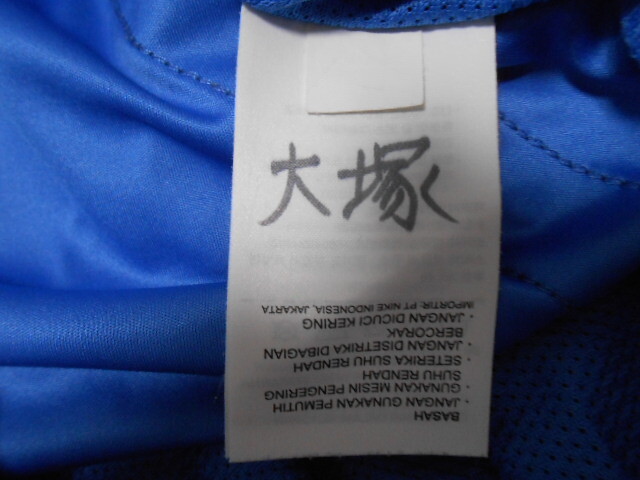 大塚
BASAH
· JANGAN GUNAKAN PEMUTIH
· GUNAKAN MESIN PENGERING
SUHU RENDAH
· SETERIKA SUHU RENDAH
· JANGAN DISETRIKA DIBAGIAN
BERCORAK
· JANGAN DICUCI KERING
IMPORTIR: PT NIKE INDONESIA, JAKARTA